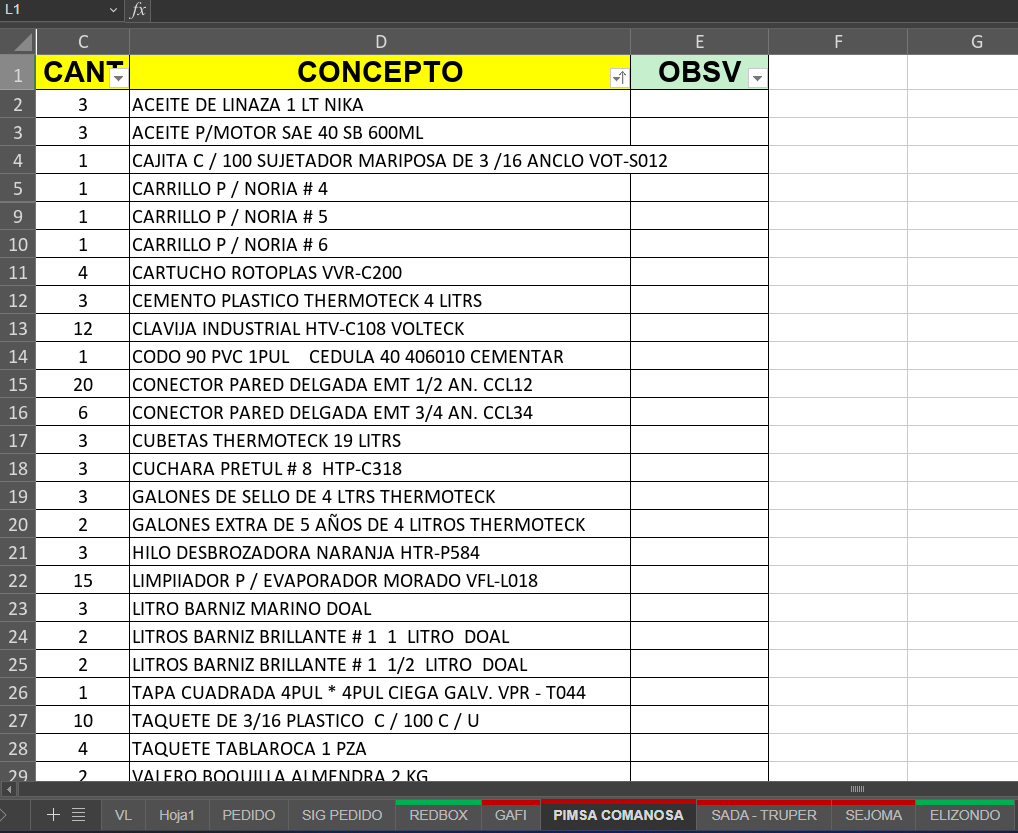 L1 fx
C D E F G
1 CANT CONCEPTO OBSV
2 3 ACEITE DE LINAZA 1 LT NIKA
3 3 ACEITE P/MOTOR SAE 40 SB 600ML
4 1 CAJITA C / 100 SUJETADOR MARIPOSA DE 3 /16 ANCLO VOT-S012
5 1 CARRILLO P / NORIA # 4
9 1 CARRILLO P / NORIA # 5
10 1 CARRILLO P / NORIA # 6
11 4 CARTUCHO ROTOPLAS VVR-C200
12 3 CEMENTO PLASTICO THERMOTECK 4 LITRS
13 12 CLAVIJA INDUSTRIAL HTV-C108 VOLTECK
14 1 CODO 90 PVC 1PUL    CEDULA 40 406010 CEMENTAR
15 20 CONECTOR PARED DELGADA EMT 1/2 AN. CCL12
16 6 CONECTOR PARED DELGADA EMT 3/4 AN. CCL34
17 3 CUBETAS THERMOTECK 19 LITRS
18 3 CUCHARA PRETUL # 8  HTP-C318
19 3 GALONES DE SELLO DE 4 LTRS THERMOTECK
20 2 GALONES EXTRA DE 5 AÑOS DE 4 LITROS THERMOTECK
21 3 HILO DESBROZADORA NARANJA HTR-P584
22 15 LIMPIIADOR P / EVAPORADOR MORADO VFL-L018
23 3 LITRO BARNIZ MARINO DOAL
24 2 LITROS BARNIZ BRILLANTE # 1  1  LITRO  DOAL
25 2 LITROS BARNIZ BRILLANTE # 1  1/2  LITRO  DOAL
26 1 TAPA CUADRADA 4PUL * 4PUL CIEGA GALV. VPR - T044
27 10 TAQUETE DE 3/16 PLASTICO  C / 100 C / U
28 4 TAQUETE TABLAROCA 1 PZA
29 2 VALERO BOQUILLA ALMENDRA 2 KG
VL Hoja1 PEDIDO SIG PEDIDO REDBOX GAFI PIMSA COMANOSA SADA - TRUPER SEJOMA ELIZONDO